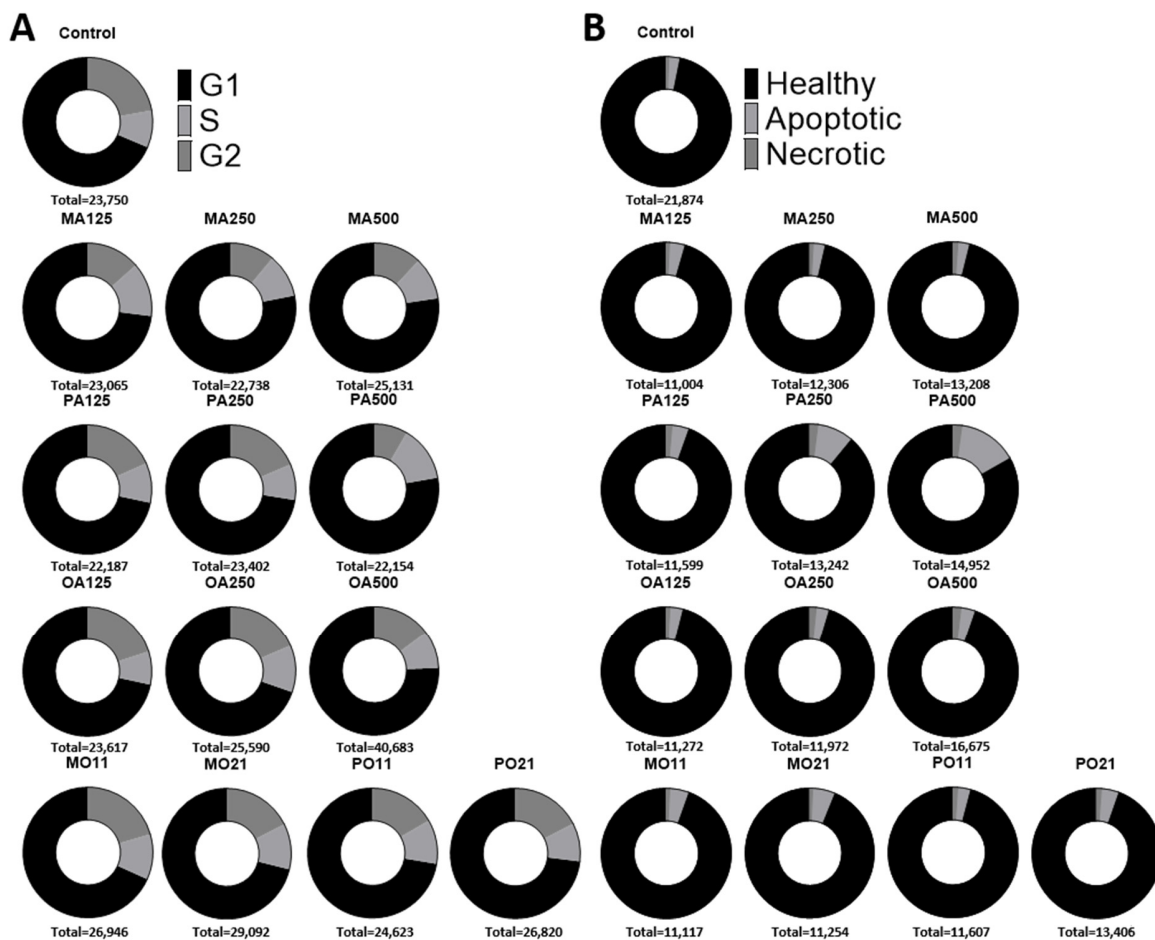 A
Control
G1
S
G2
Total=23,750
MA125 MA250 MA500
Total=23,065 Total=22,738 Total=25,131
PA125 PA250 PA500
Total=22,187 Total=23,402 Total=22,154
OA125 OA250 OA500
Total=23,617 Total=25,590 Total=40,683
MO11 MO21 PO11 PO21
Total=26,946 Total=29,092 Total=24,623 Total=26,820
B
Control
Healthy
Apoptotic
Necrotic
Total=21,874
MA125 MA250 MA500
Total=11,004 Total=12,306 Total=13,208
PA125 PA250 PA500
Total=11,599 Total=13,242 Total=14,952
OA125 OA250 OA500
Total=11,272 Total=11,972 Total=16,675
MO11 MO21 PO11 PO21
Total=11,117 Total=11,254 Total=11,607 Total=13,406